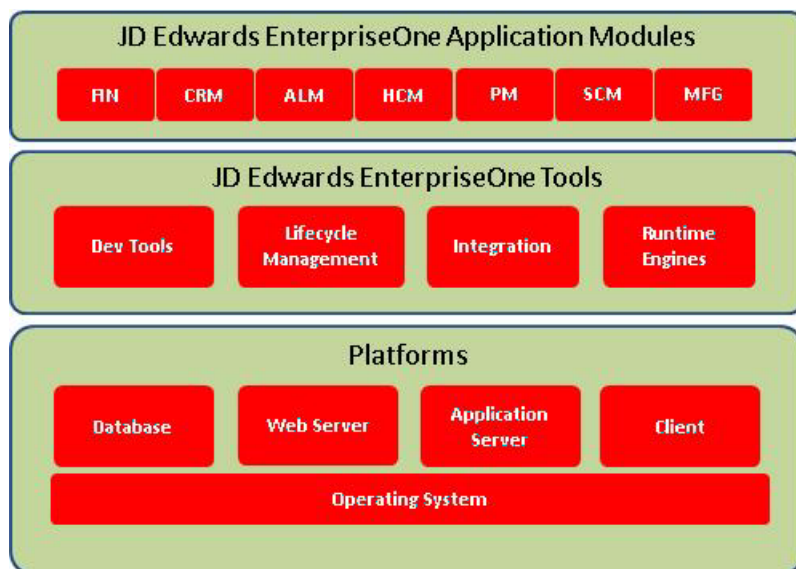 JD Edwards EnterpriseOne Application Modules
FIN CRM ALM HCM PM SCM MFG
JD Edwards EnterpriseOne Tools
Dev Tools
Lifecycle
Management
Integration
Runtime
Engines
Platforms
Database
Web Server
Application
Server
Client
Operating System